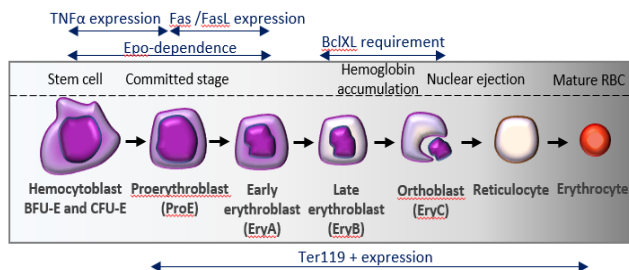 TNFα expression
Fas /FasL expression
Epo-dependence
BclXL requirement
Stem cell
Committed stage
Hemoglobin
accumulation
Nuclear ejection
Mature RBC
Hemocytoblast
BFU-E and CFU-E
Proerythroblast
(ProE)
Early
erythroblast
(EryA)
Late
erythroblast
(EryB)
Orthoblast
(EryC)
Reticulocyte
Erythrocyte
Ter119 + expression